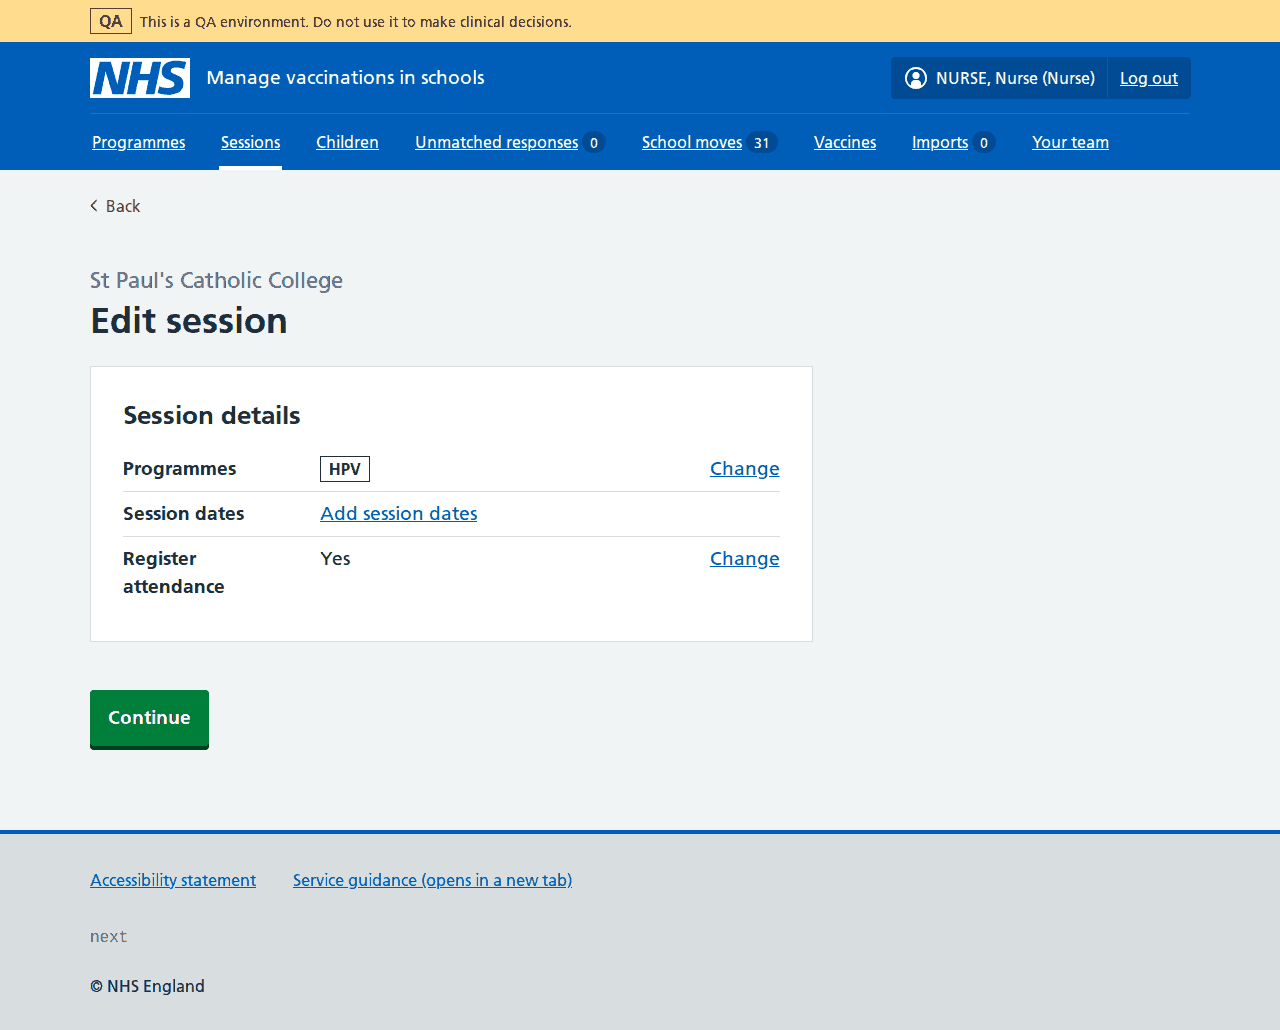 QA This is a QA environment. Do not use it to make clinical decisions.
NHS Manage vaccinations in schools NURSE, Nurse (Nurse) Log out
Programmes Sessions Children Unmatched responses 0 School moves 31 Vaccines Imports 0 Your team
Back
St Paul's Catholic College
Edit session
Session details
Programmes HPV Change
Session dates Add session dates
Register attendance Yes Change
Continue
Accessibility statement Service guidance (opens in a new tab)
next
© NHS England